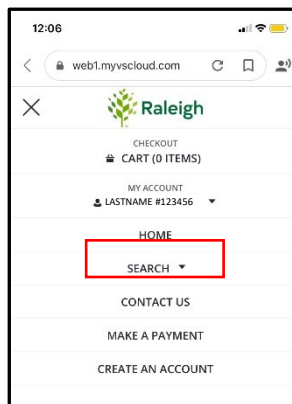 12:06
web1.myvscloud.com
Raleigh
CHECKOUT
CART (0 ITEMS)
MY ACCOUNT
LASTNAME #123456
HOME
SEARCH
CONTACT US
MAKE A PAYMENT
CREATE AN ACCOUNT